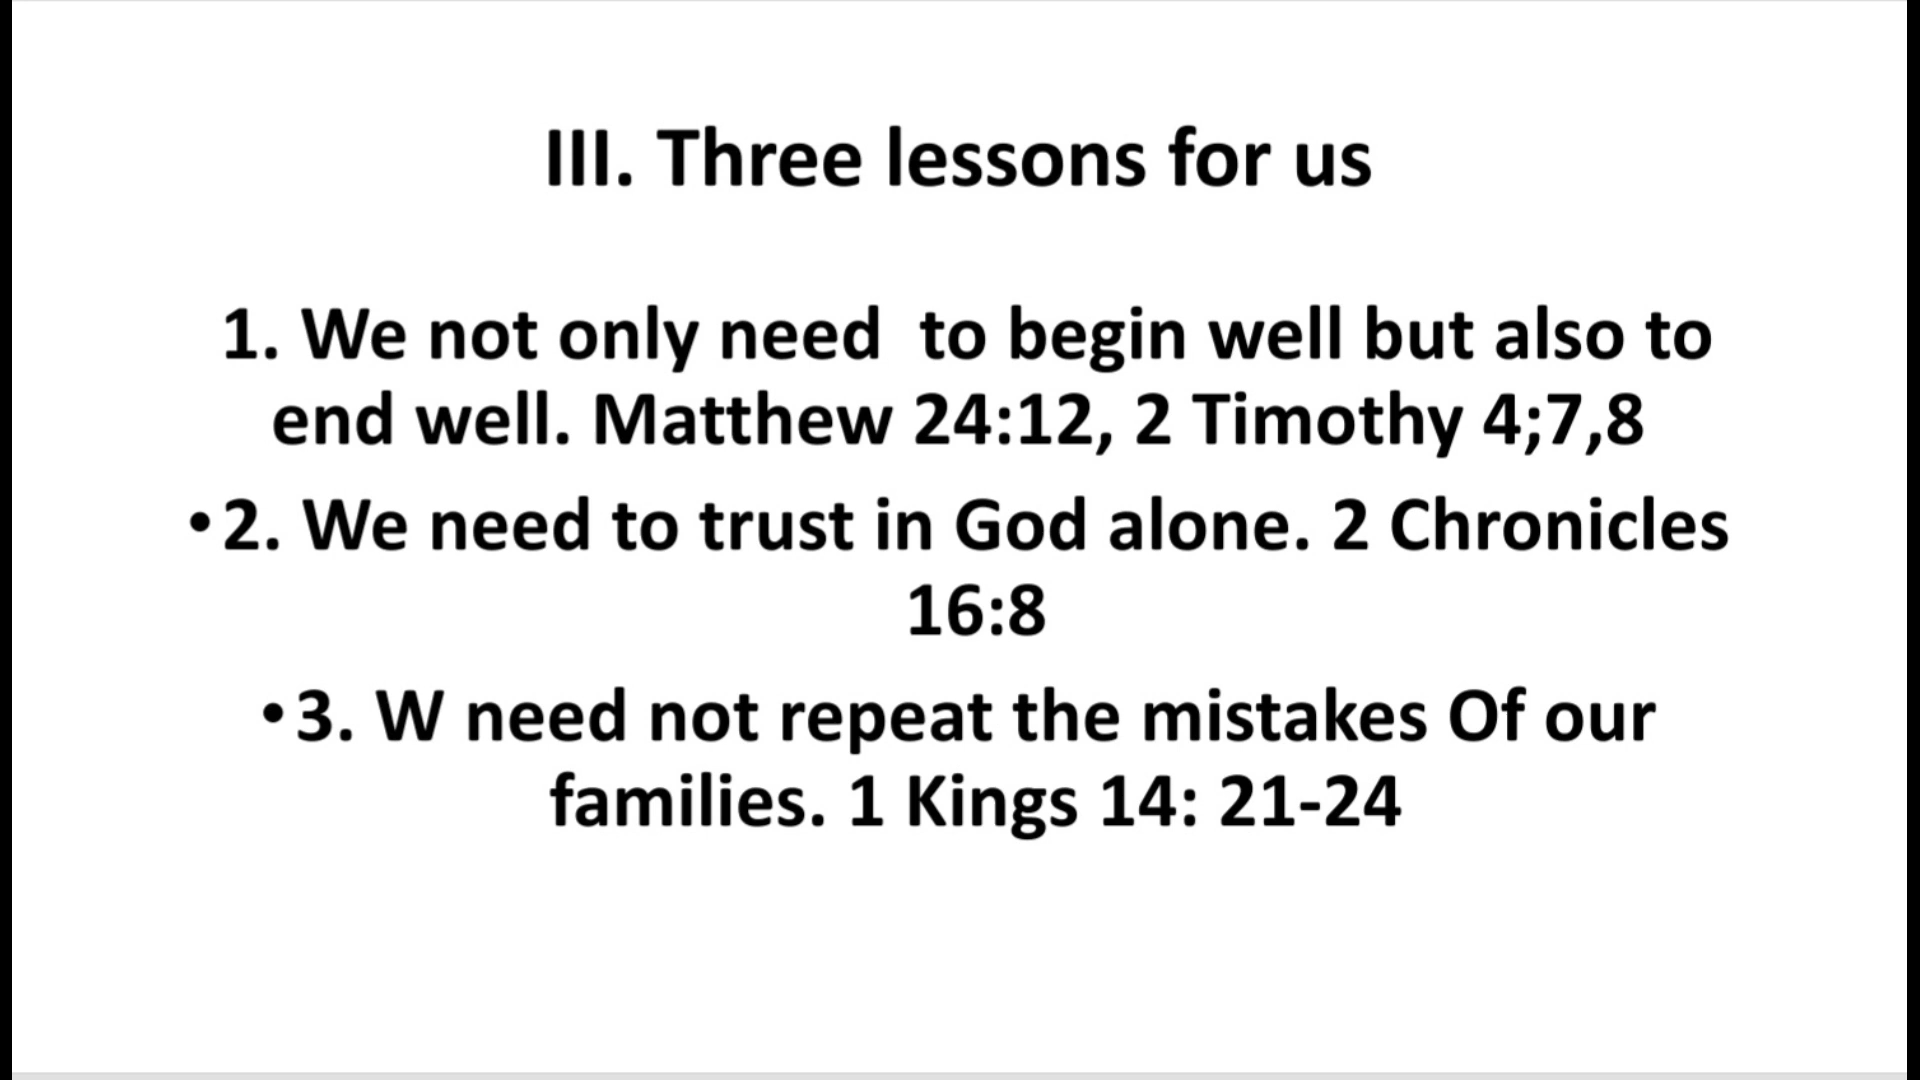 III. Three lessons for us
1. We not only need  to begin well but also to
end well. Matthew 24:12, 2 Timothy 4;7,8
•2. We need to trust in God alone. 2 Chronicles
16:8
•3. W need not repeat the mistakes Of our
families. 1 Kings 14: 21-24